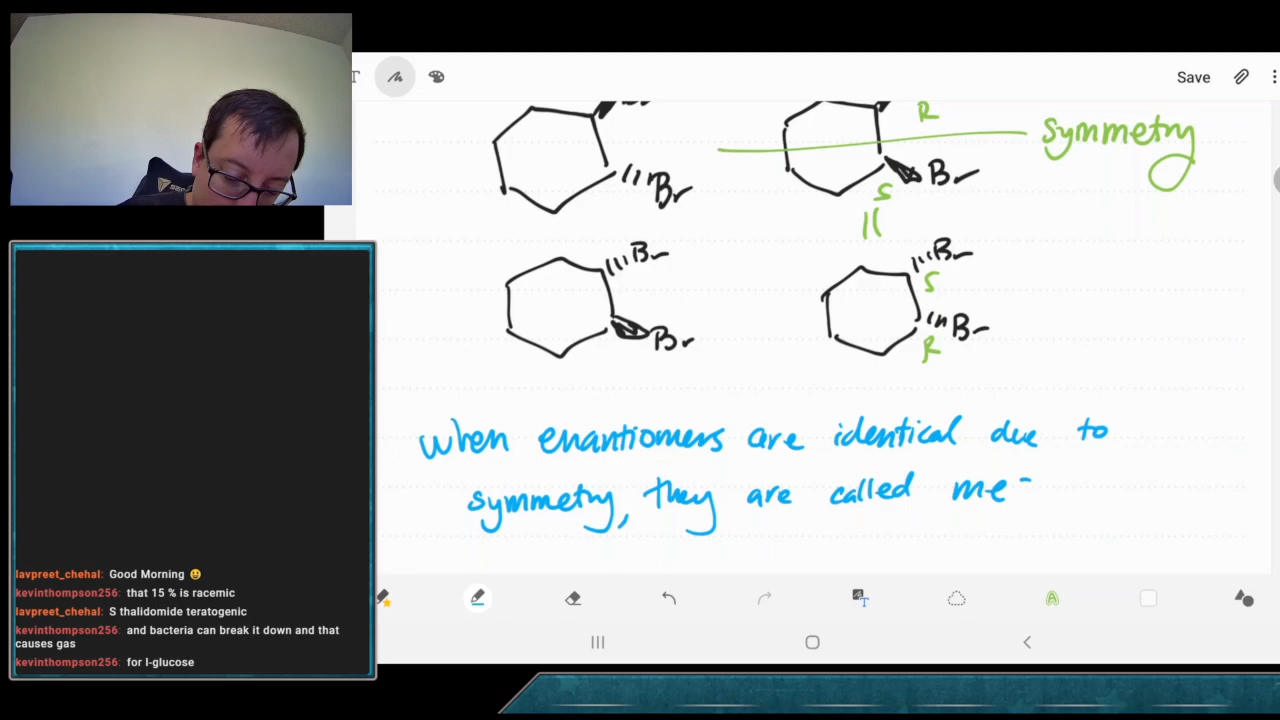 T
Save
R
Symmetry
Br
Br
S
Br
Br
S
Br
Br
R
When enantiomers are identical due to
symmetry, they are called me
lavpreet_chehal: Good Morning 😃
kevinthompson256: that 15 % is racemic
lavpreet_chehal: S thalidomide teratogenic
kevinthompson256: and bacteria can break it down and that
causes gas
kevinthompson256: for l-glucose